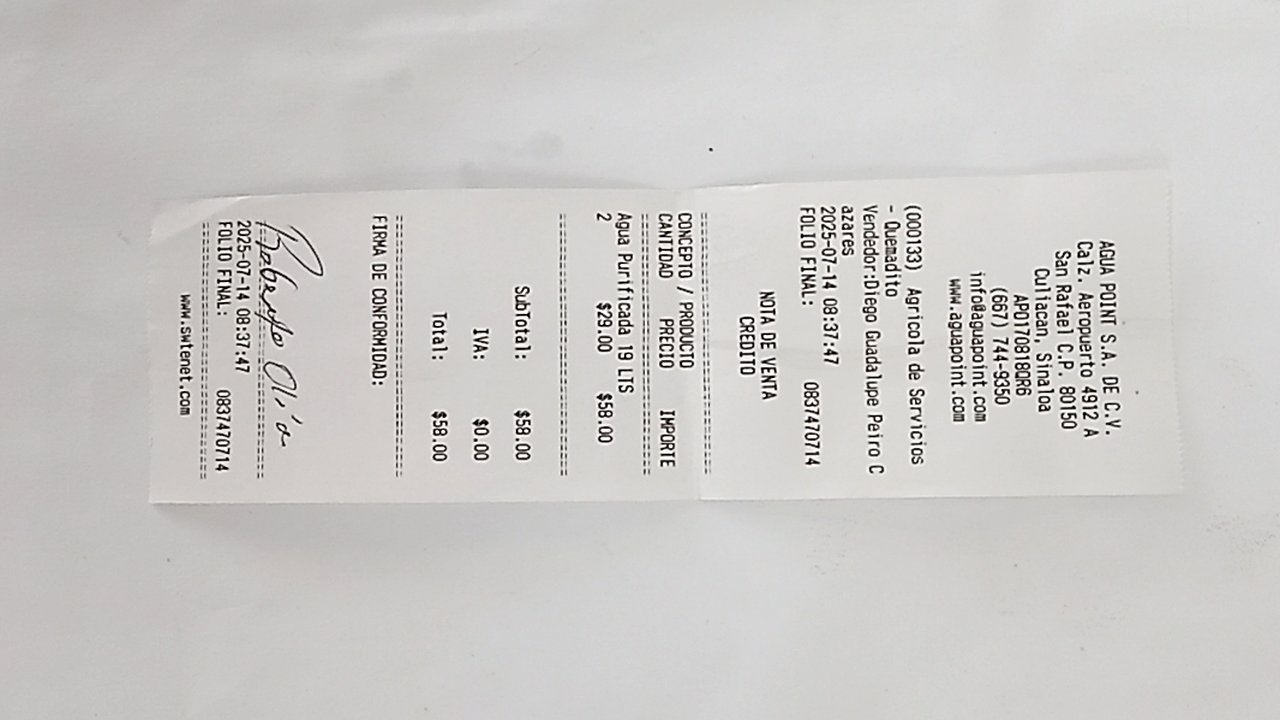 AGUA POINT S.A. DE C.V.
Calz. Aeropuerto 4912 A
San Rafael C.P. 80150
Culiacan, Sinaloa
APO170818QR6
(667) 744-9350
info@aguapoint.com
www.aguapoint.com
(000133) Agricola de Servicios
- Quemadito
Vendedor:Diego Guadalupe Peiro C
azares
2025-07-14 08:37:47
FOLIO FINAL: 0837470714
NOTA DE VENTA
CREDITO
CONCEPTO / PRODUCTO
CANTIDAD PRECIO IMPORTE
Agua Purificada 19 LTS
2 $29.00 $58.00
SubTotal: $58.00
IVA: $0.00
Total: $58.00
FIRMA DE CONFORMIDAD:
Roberto Olia
2025-07-14 08:37:47
FOLIO FINAL: 0837470714
www.swtenet.com